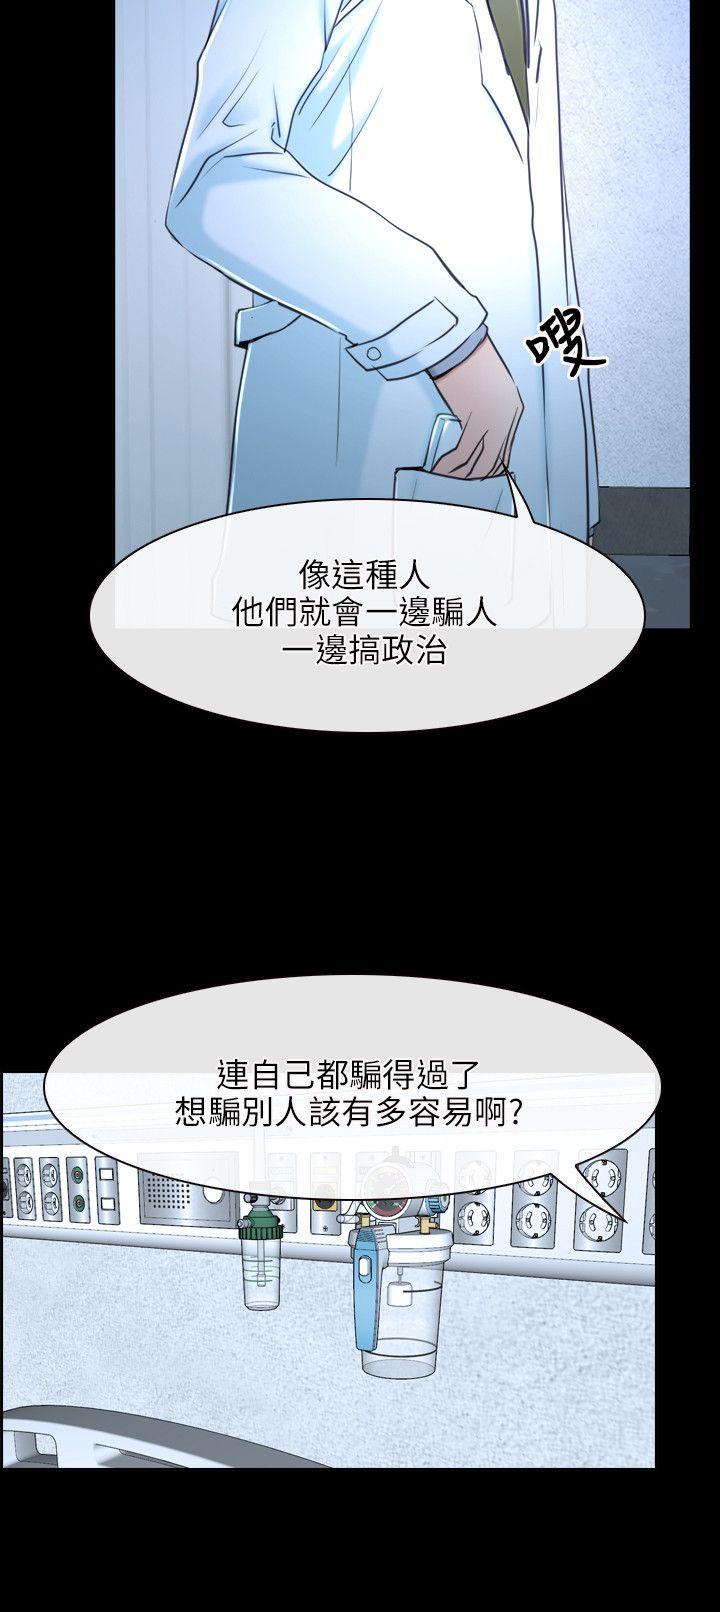 嗖
像這種人
他們就會一邊騙人
一邊搞政治
連自己都騙得過了
想騙別人該有多容易啊?